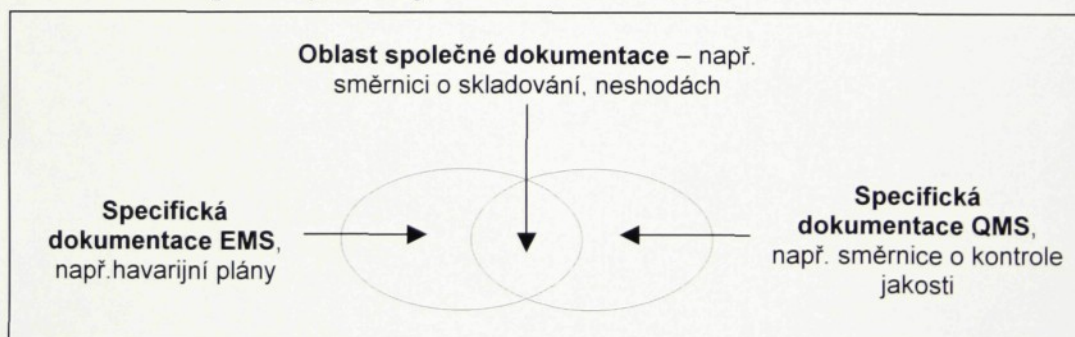 Oblast společné dokumentace – např.
směrnici o skladování, neshodách
Specifická
dokumentace EMS,
např.havarijní plány
Specifická
dokumentace QMS,
např. směrnice o kontrole
jakosti